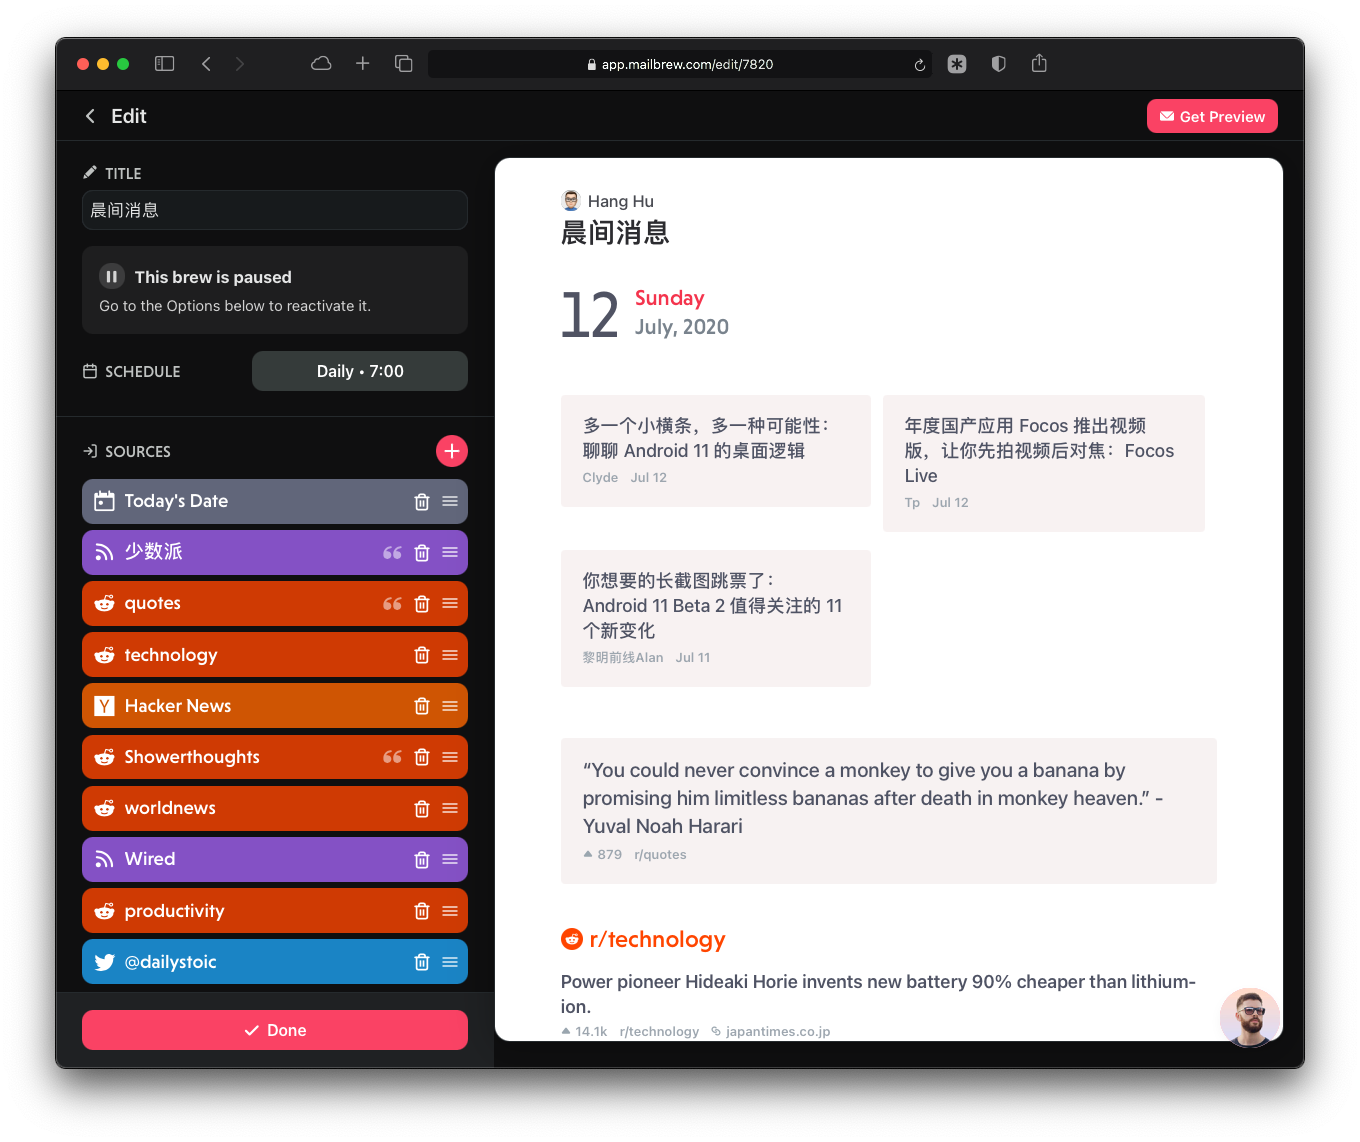 app.mailbrew.com/edit/7820
Edit
Get Preview
TITLE
晨间消息
This brew is paused
Go to the Options below to reactivate it.
SCHEDULE
Daily • 7:00
SOURCES
Today's Date
少数派
quotes
technology
Y Hacker News
Showerthoughts
worldnews
Wired
productivity
@dailystoic
Done
Hang Hu
晨间消息
12
Sunday
July, 2020
多一个小横条，多一种可能性：
聊聊 Android 11 的桌面逻辑
Clyde Jul 12
年度国产应用 Focos 推出视频
版，让你先拍视频后对焦：Focos
Live
Tp Jul 12
你想要的长截图跳票了：
Android 11 Beta 2 值得关注的 11
个新变化
黎明前线Alan Jul 11
“You could never convince a monkey to give you a banana by
promising him limitless bananas after death in monkey heaven.” -
Yuval Noah Harari
879 r/quotes
r/technology
Power pioneer Hideaki Horie invents new battery 90% cheaper than lithium-
ion.
14.1k r/technology japantimes.co.jp